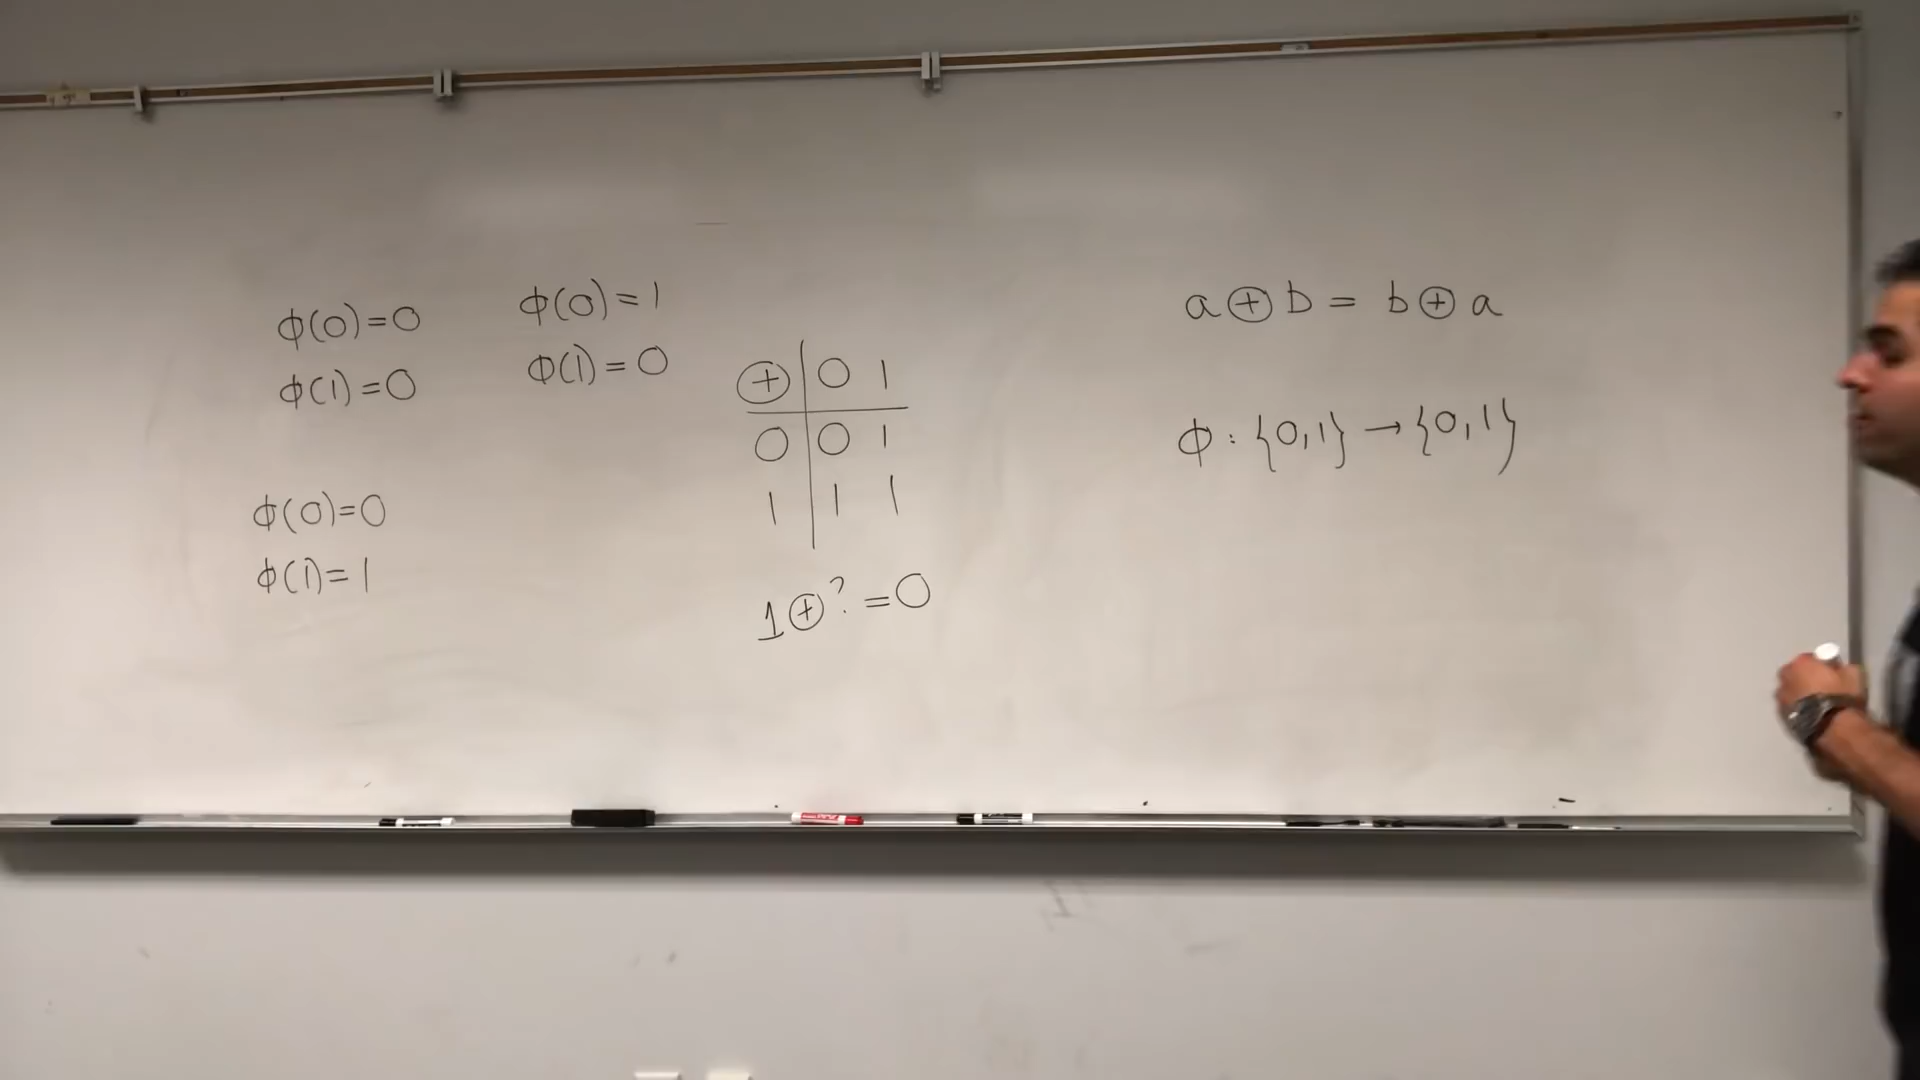 ϕ(0)=0
ϕ(1)=0
ϕ(0)=1
ϕ(1)=0
ϕ(0)=0
ϕ(1)=1
⊕ 0 1
0 0 1
1 1 1
1⊕?=0
a⊕b = b⊕a
ϕ : {0,1} → {0,1}